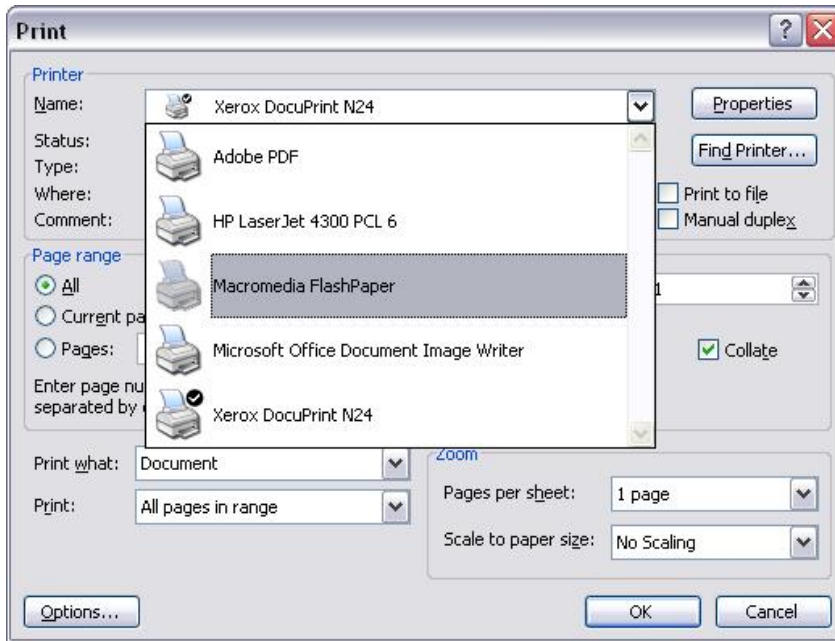 Print
Printer
Name: Xerox DocuPrint N24 Properties
Status: Adobe PDF Find Printer...
Type:
Where: HP LaserJet 4300 PCL 6 Print to file
Comment: Manual duplex
Page range
All Macromedia FlashPaper 1
Current pa
Pages: Microsoft Office Document Image Writer Collate
Enter page nu
separated by Xerox DocuPrint N24
Print what: Document
Zoom
Print: All pages in range
Pages per sheet: 1 page
Scale to paper size: No Scaling
Options... OK Cancel